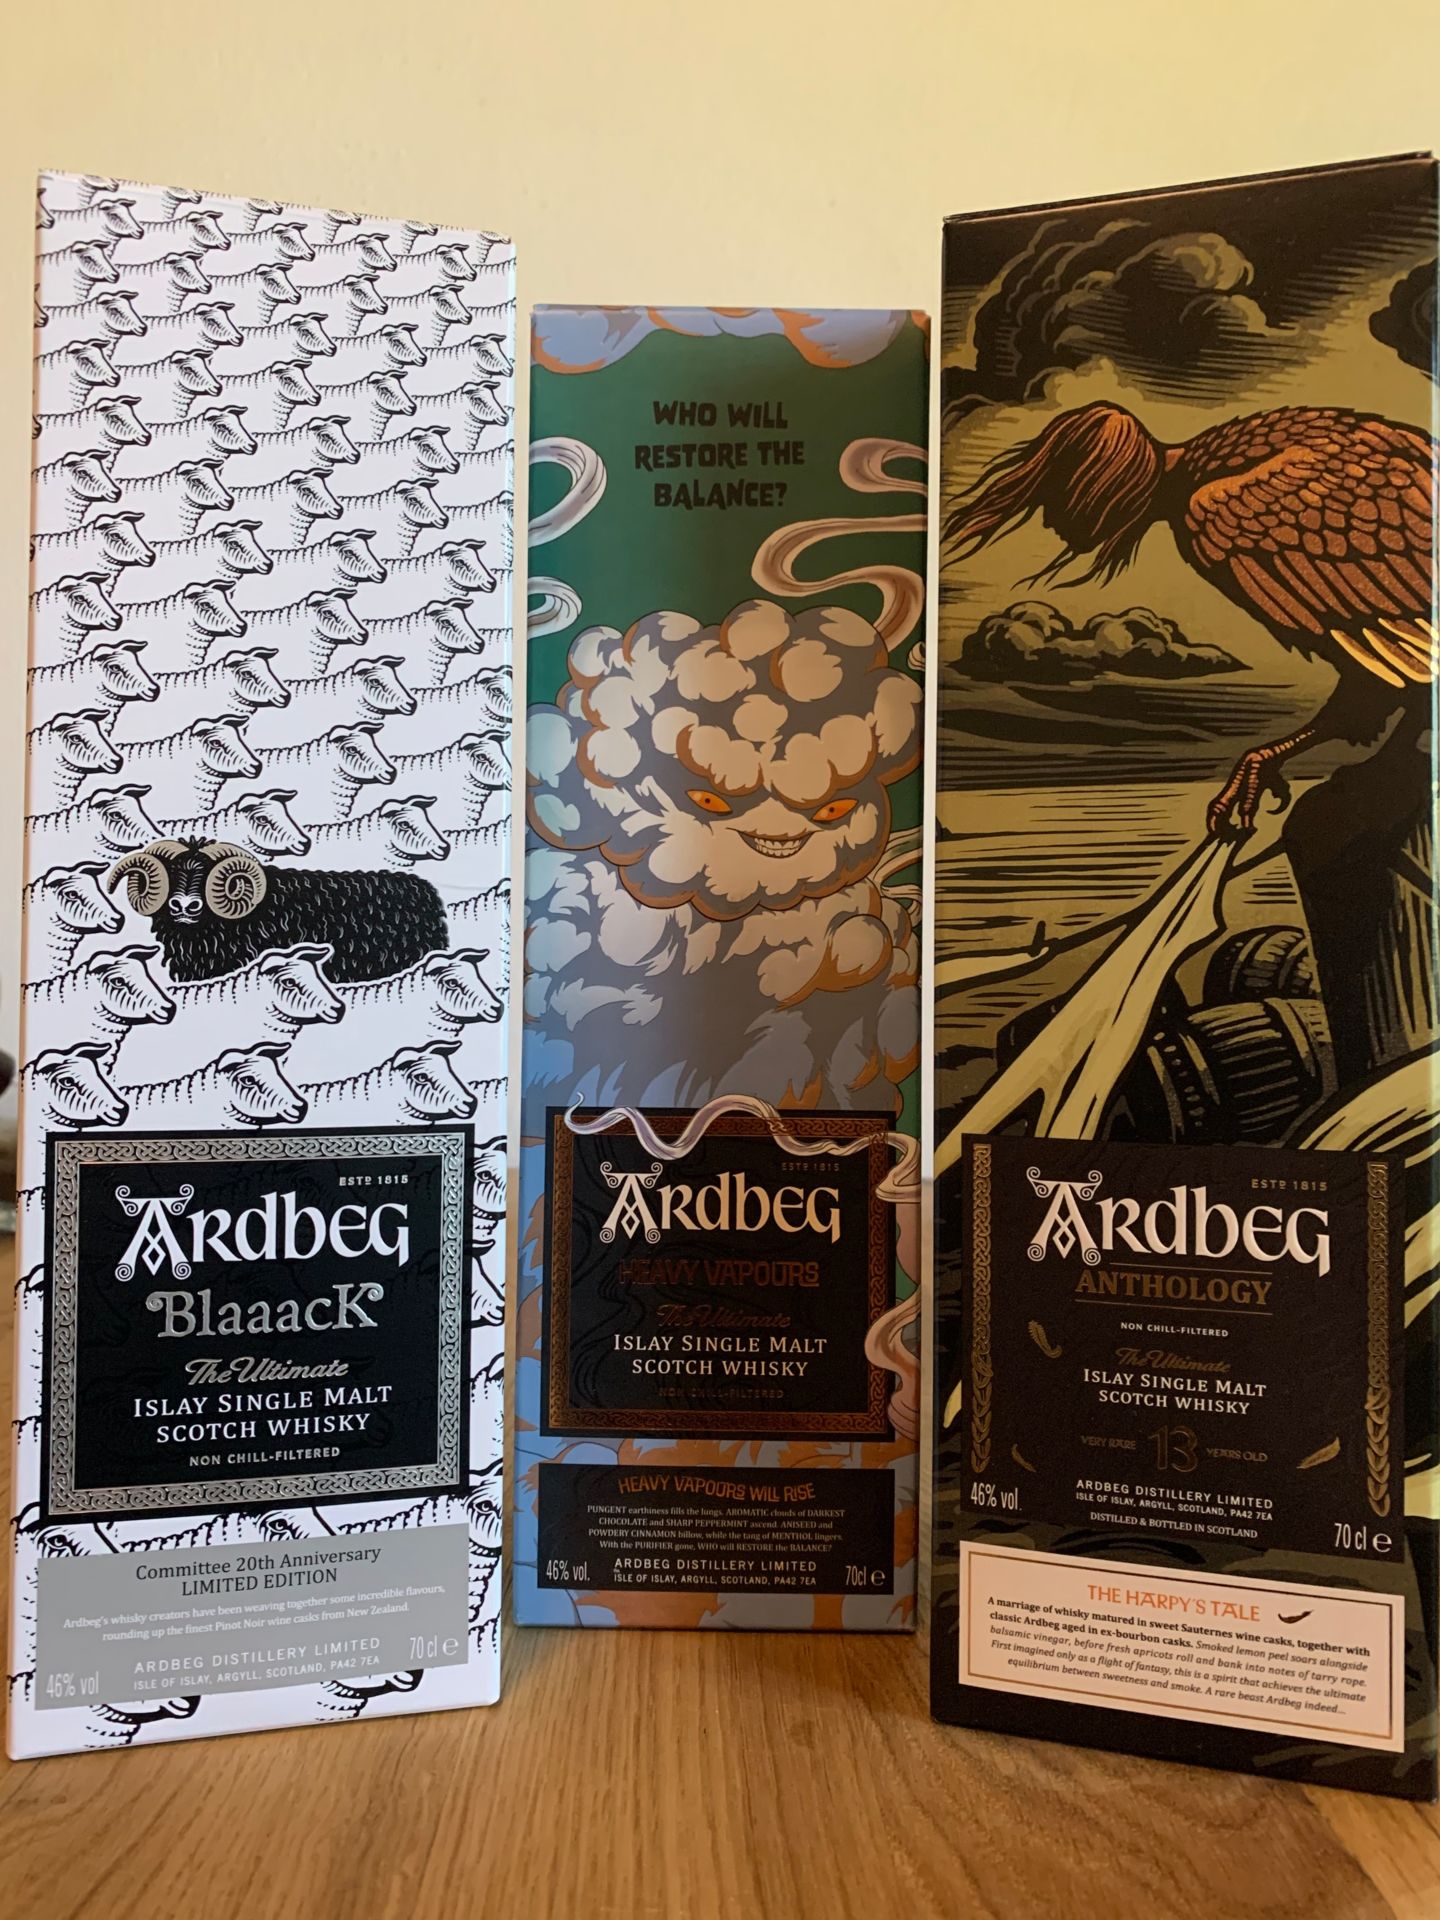 ESTD 1815
ARDBEG
BlaaacK
The Ultimate
ISLAY SINGLE MALT
SCOTCH WHISKY
NON CHILL-FILTERED
Committee 20th Anniversary
LIMITED EDITION
Ardbeg's whisky creators have been weaving together some incredible flavours,
rounding up the finest Pinot Noir wine casks from New Zealand.
ARDBEG DISTILLERY LIMITED
ISLE OF ISLAY, ARGYLL, SCOTLAND, PA42 7EA
46% vol
70 cl e
WHO WILL
RESTORE THE
BALANCE?
ESTD 1815
ARDBEG
HEAVY VAPOURS
The Ultimate
ISLAY SINGLE MALT
SCOTCH WHISKY
NON CHILL-FILTERED
HEAVY VAPOURS WILL RISE
PUNGENT earthiness fills the lungs. AROMATIC clouds of DARKEST
CHOCOLATE and SHARP PEPPERMINT ascend. ANISEED and
POWDERY CINNAMON billow, while the tang of MENTHOL lingers.
With the PURIFIER gone, WHO will RESTORE the BALANCE?
46% vol.
ARDBEG DISTILLERY LIMITED
ISLE OF ISLAY, ARGYLL, SCOTLAND, PA42 7EA
70cl e
ESTD 1815
ARDBEG
ANTHOLOGY
NON CHILL-FILTERED
The Ultimate
ISLAY SINGLE MALT
SCOTCH WHISKY
VERY RARE 13 YEARS OLD
46% vol.
ARDBEG DISTILLERY LIMITED
ISLE OF ISLAY, ARGYLL, SCOTLAND, PA42 7EA
DISTILLED & BOTTLED IN SCOTLAND
70 cl e
THE HARPY'S TALE
A marriage of whisky matured in sweet Sauternes wine casks, together with
classic Ardbeg aged in ex-bourbon casks. Smoked lemon peel soars alongside
balsamic vinegar, before fresh apricots roll and bank into notes of tarry rope.
First imagined only as a flight of fantasy, this is a spirit that achieves the ultimate
equilibrium between sweetness and smoke. A rare beast Ardbeg indeed...